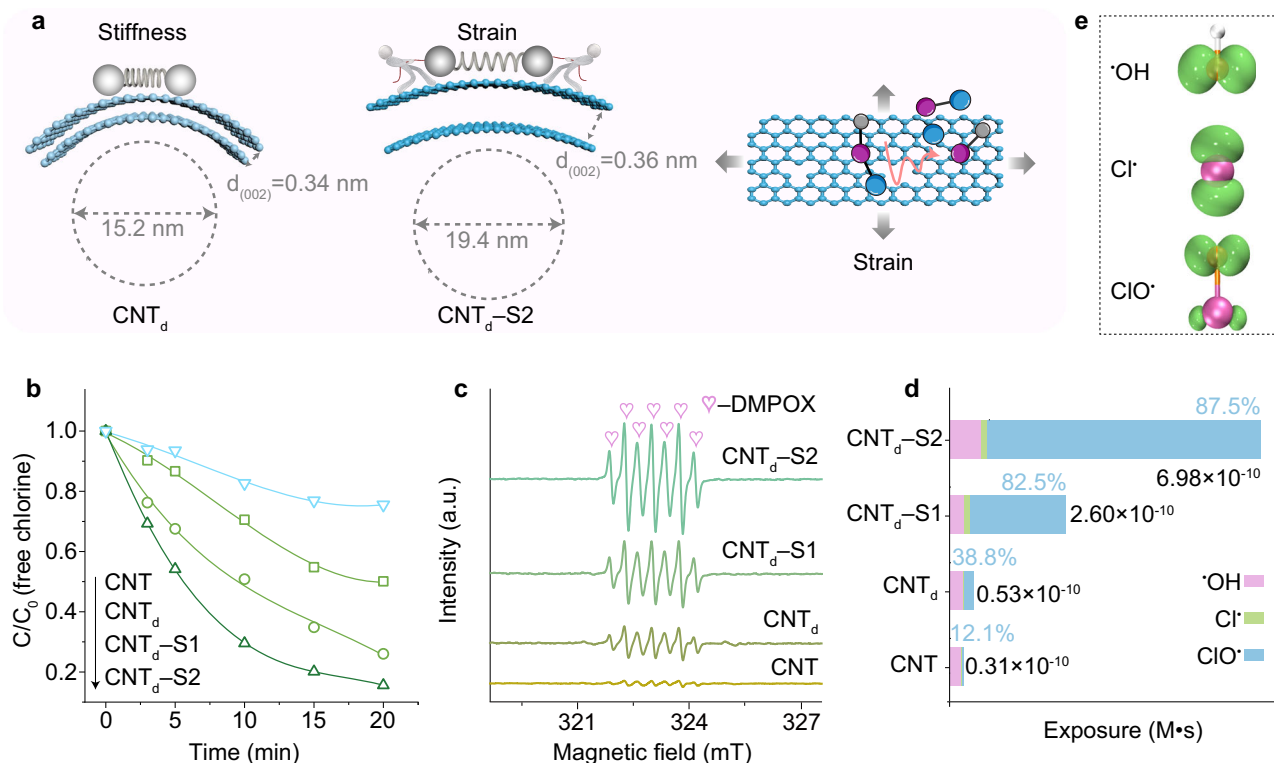 a
Stiffness
d(002)=0.34 nm
15.2 nm
CNTd
Strain
d(002)=0.36 nm
19.4 nm
CNTd–S2
Strain
e
•OH
Cl•
ClO•
b
C/C0 (free chlorine)
1.0
0.8
0.6
0.4
0.2
CNT
CNTd
CNTd–S1
CNTd–S2
0
5
10
15
20
Time (min)
c
Intensity (a.u.)
♡–DMPOX
CNTd–S2
CNTd–S1
CNTd
CNT
321
324
327
Magnetic field (mT)
d
87.5%
CNTd–S2
6.98×10-10
82.5%
CNTd–S1
2.60×10-10
38.8%
CNTd
0.53×10-10
12.1%
CNT
0.31×10-10
•OH
Cl•
ClO•
Exposure (M•s)